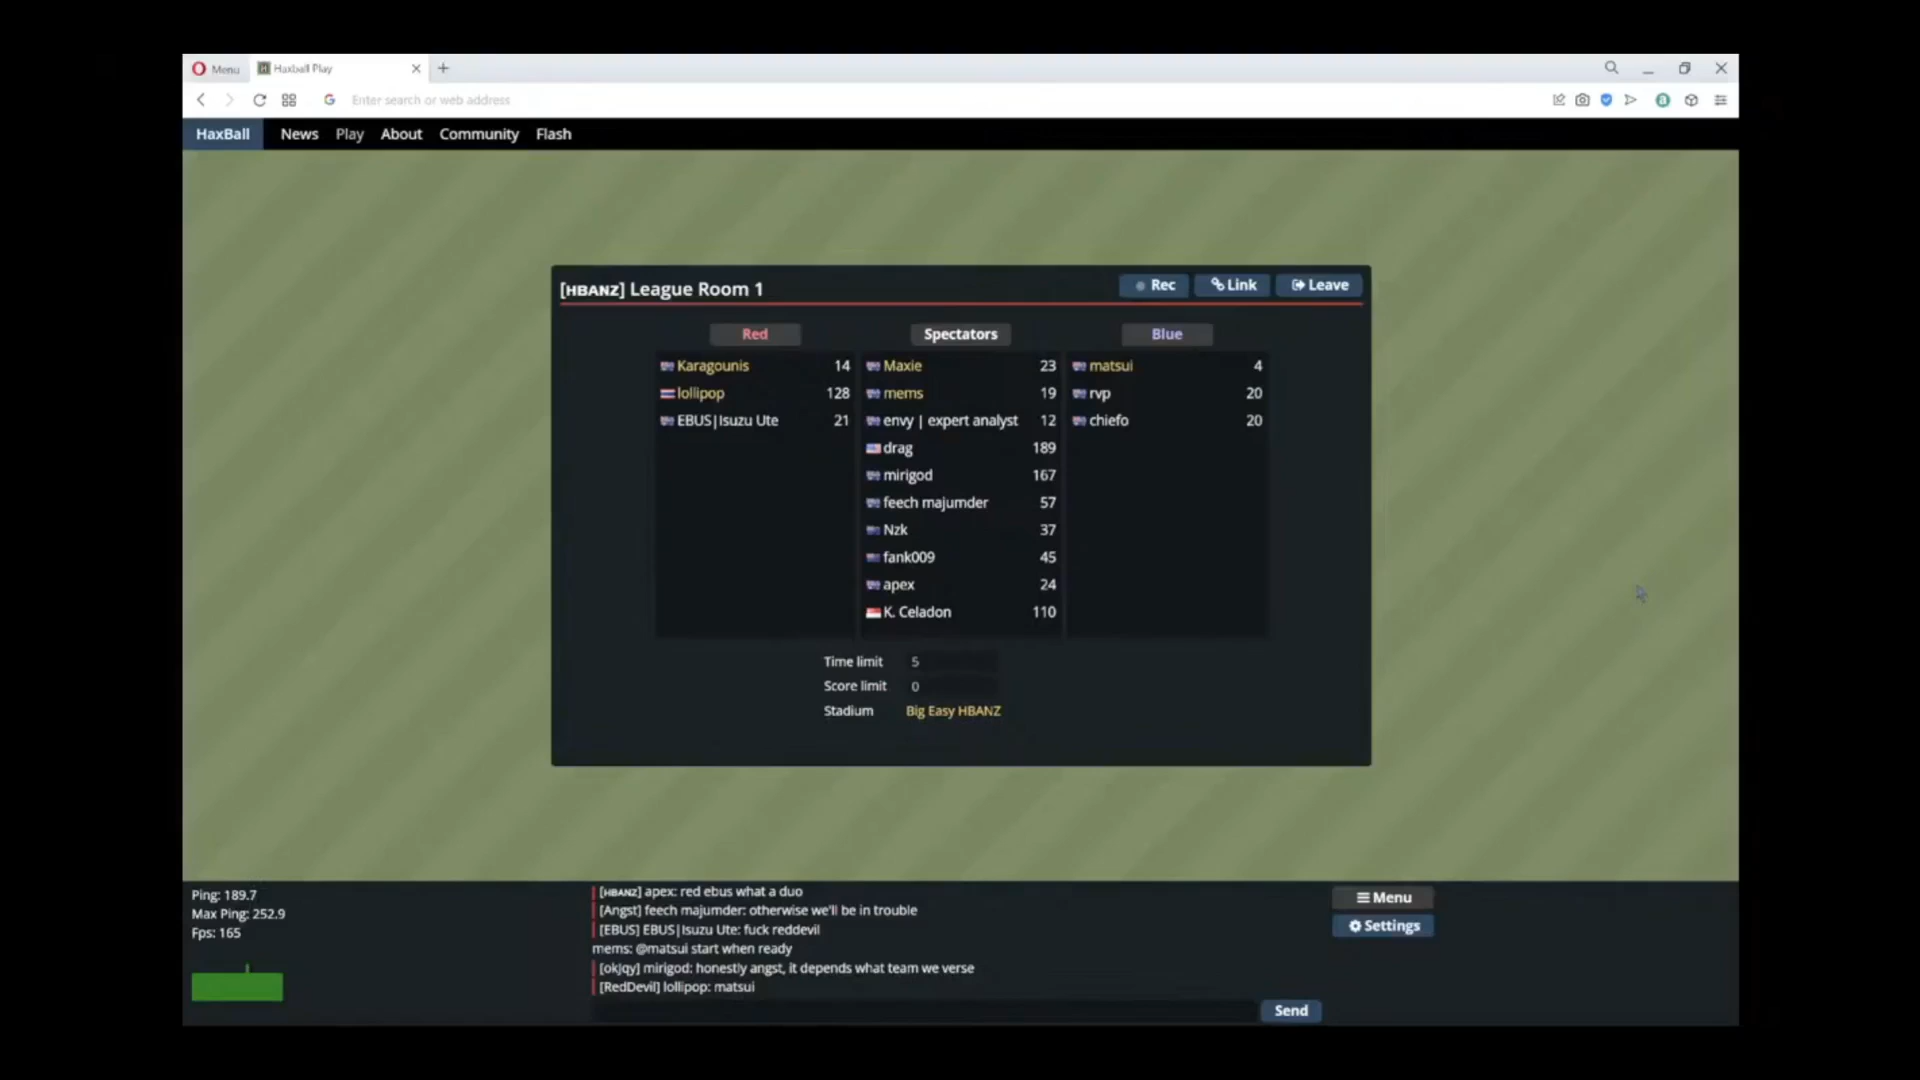 Menu
Haxball Play
Enter search or web address
HaxBall News Play About Community Flash
[HBANZ] League Room 1
Rec Link Leave
Red
Karagounis 14
lollipop 128
EBUS|Isuzu Ute 21
Spectators
Maxie 23
mems 19
envy | expert analyst 12
drag 189
mirigod 167
feech majumder 57
Nzk 37
fank009 45
apex 24
K. Celadon 110
Blue
matsui 4
rvp 20
chiefo 20
Time limit 5
Score limit 0
Stadium Big Easy HBANZ
Ping: 189.7
Max Ping: 252.9
Fps: 165
[HBANZ] apex: red ebus what a duo
[Angst] feech majumder: otherwise we'll be in trouble
[EBUS] EBUS|Isuzu Ute: fuck reddevil
mems: @matsui start when ready
[okjqy] mirigod: honestly angst, it depends what team we verse
[RedDevil] lollipop: matsui
Send
Menu
Settings